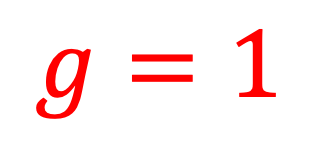 g = 1